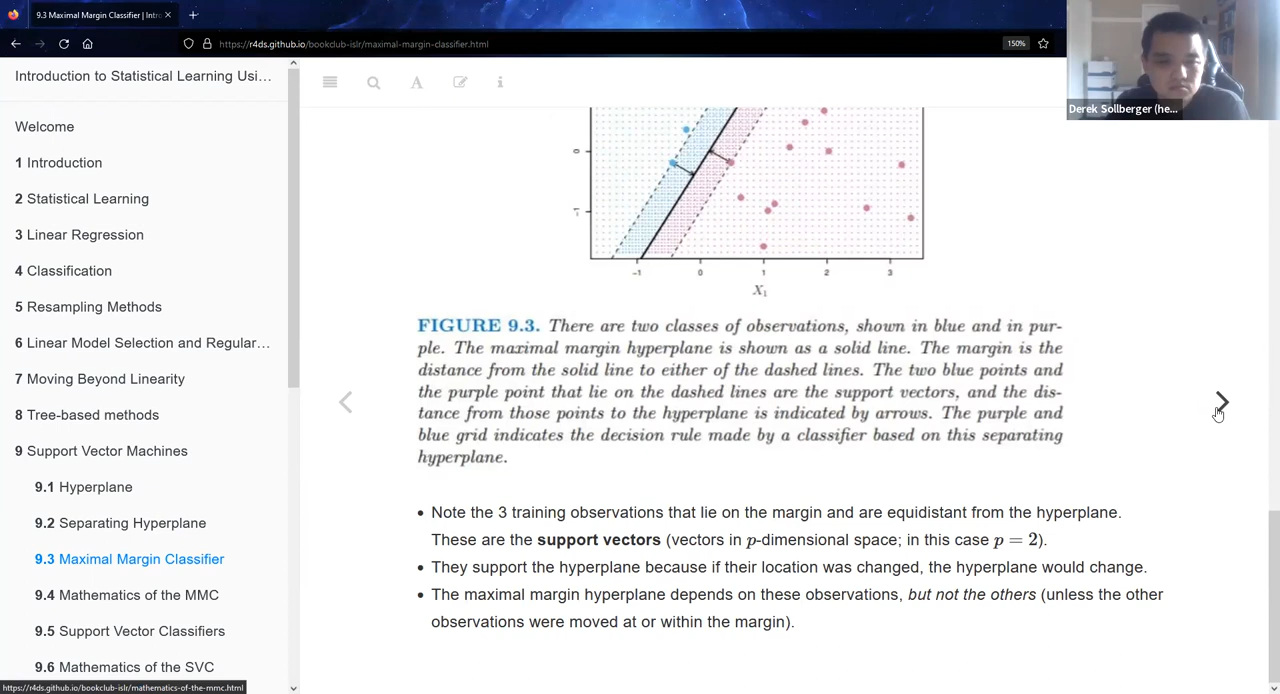 9.3 Maximal Margin Classifier | Intr
https://r4ds.github.io/bookclub-islr/maximal-margin-classifier.html
150%
Derek Sollberger (he...
Introduction to Statistical Learning Usi...
Welcome
1 Introduction
2 Statistical Learning
3 Linear Regression
4 Classification
5 Resampling Methods
6 Linear Model Selection and Regular...
7 Moving Beyond Linearity
8 Tree-based methods
9 Support Vector Machines
9.1 Hyperplane
9.2 Separating Hyperplane
9.3 Maximal Margin Classifier
9.4 Mathematics of the MMC
9.5 Support Vector Classifiers
9.6 Mathematics of the SVC
https://r4ds.github.io/bookclub-islr/mathematics-of-the-mmc.html
0
-1
-1 0 1 2 3
X₁
FIGURE 9.3. There are two classes of observations, shown in blue and in pur-
ple. The maximal margin hyperplane is shown as a solid line. The margin is the
distance from the solid line to either of the dashed lines. The two blue points and
the purple point that lie on the dashed lines are the support vectors, and the dis-
tance from those points to the hyperplane is indicated by arrows. The purple and
blue grid indicates the decision rule made by a classifier based on this separating
hyperplane.
• Note the 3 training observations that lie on the margin and are equidistant from the hyperplane.
These are the support vectors (vectors in p-dimensional space; in this case p = 2).
• They support the hyperplane because if their location was changed, the hyperplane would change.
• The maximal margin hyperplane depends on these observations, but not the others (unless the other
observations were moved at or within the margin).